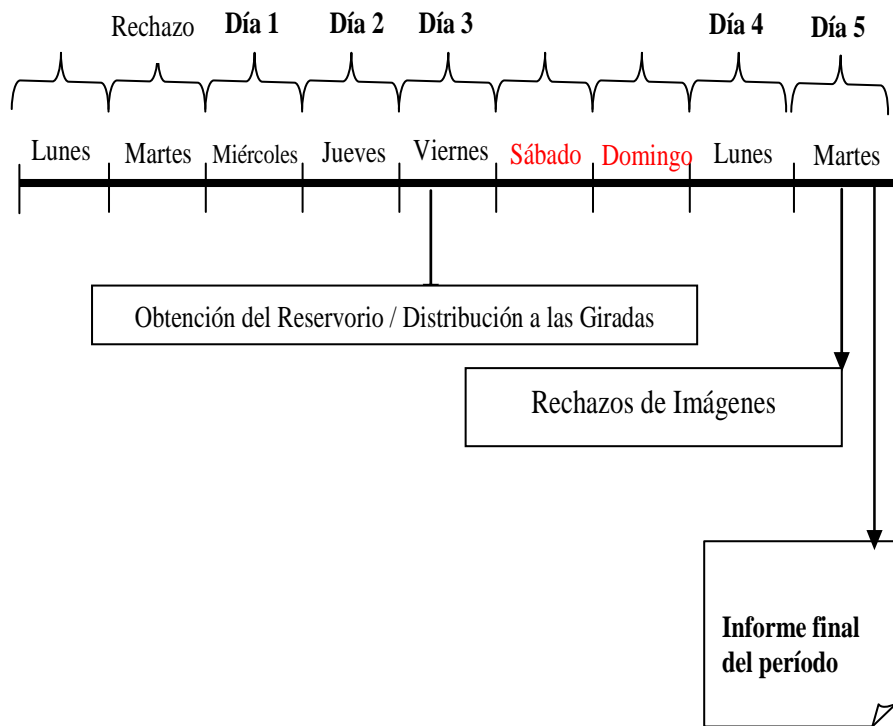 Rechazo Día 1 Día 2 Día 3 Día 4 Día 5
Lunes Martes Miércoles Jueves Viernes Sábado Domingo Lunes Martes
Obtención del Reservorio / Distribución a las Giradas
Rechazos de Imágenes
Informe final
del período